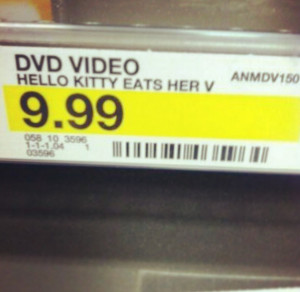 DVD VIDEO
HELLO KITTY EATS HER V ANMDV150
9.99
058 10 3596
1-1-1.04 1
03596